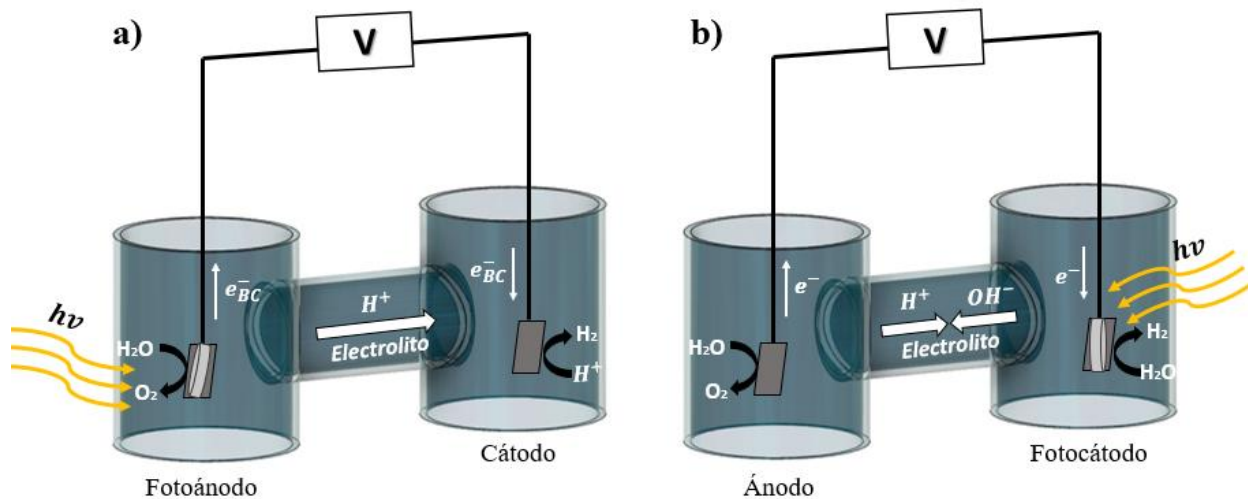 a)
V
e⁻BC
e⁻BC
hν
H⁺
Electrolito
H₂O
O₂
H₂
H⁺
Cátodo
Fotoánodo
b)
V
e⁻
e⁻
hν
H⁺ OH⁻
Electrolito
H₂O
O₂
H₂
H₂O
Ánodo
Fotocátodo